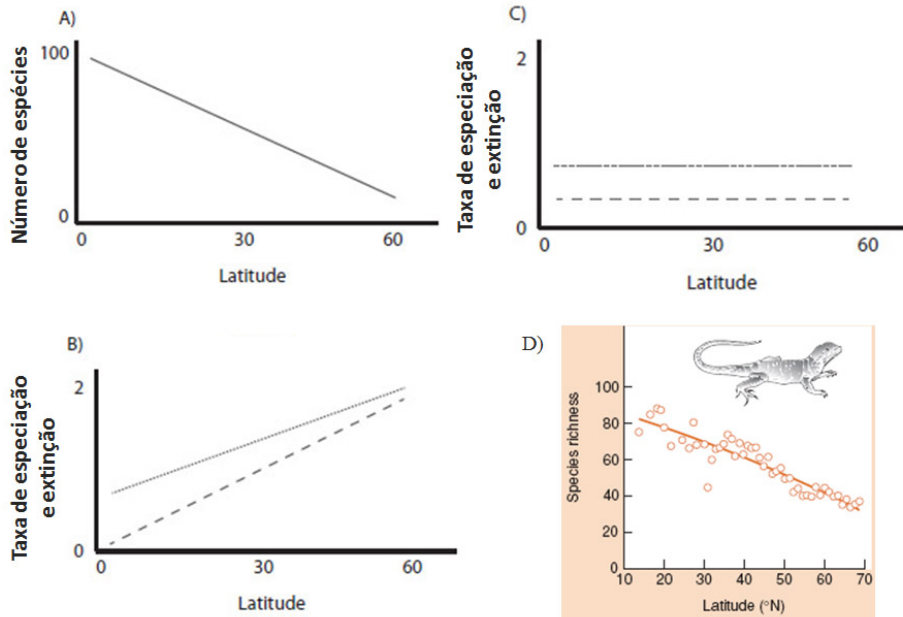 A)
Número de espécies
100
0
0 30 60
Latitude
C)
Taxa de especiação
e extinção
2
0
0 30 60
Latitude
B)
Taxa de especiação
e extinção
2
0
0 30 60
Latitude
D)
Species richness
100
80
60
40
20
0
10 20 30 40 50 60 70
Latitude (°N)